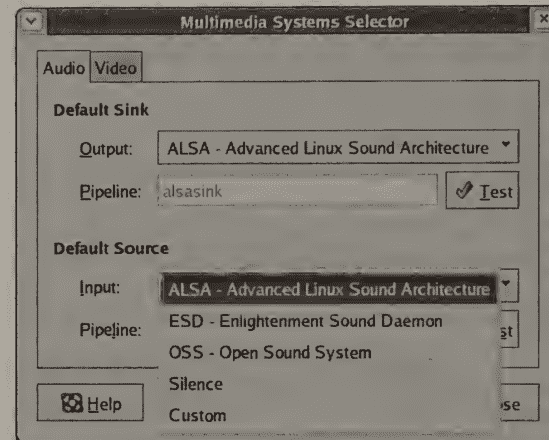 Multimedia Systems Selector
Audio Video
Default Sink
Output: ALSA - Advanced Linux Sound Architecture
Pipeline: alsasink Test
Default Source
Input: ALSA - Advanced Linux Sound Architecture
ESD - Enlightenment Sound Daemon
Pipeline: st
OSS - Open Sound System
Silence
Help se
Custom